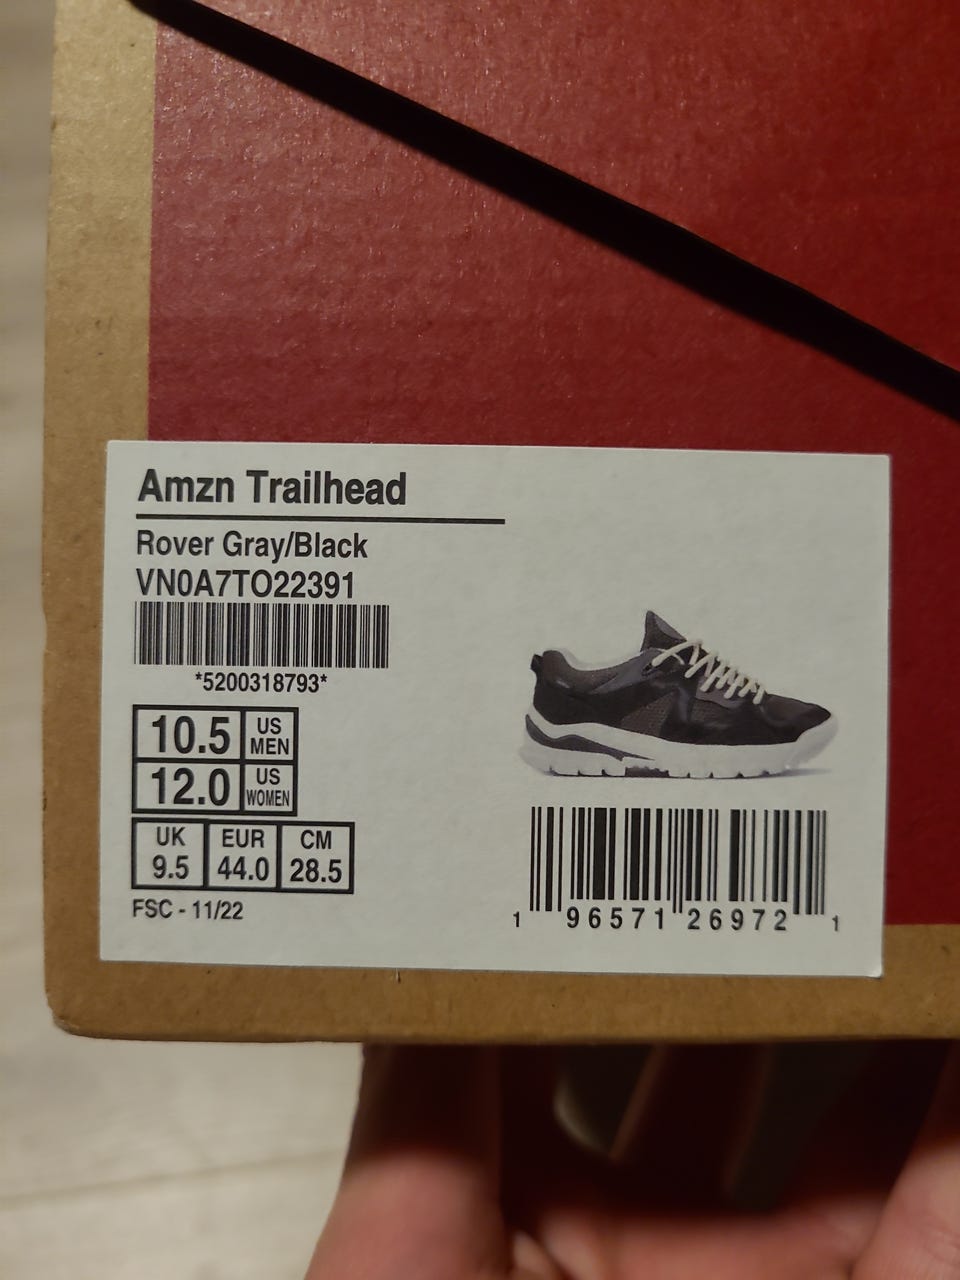 Amzn Trailhead
Rover Gray/Black
VN0A7TO22391
*5200318793*
10.5 US MEN
12.0 US WOMEN
UK EUR CM
9.5 44.0 28.5
FSC - 11/22
1 96571 26972 1